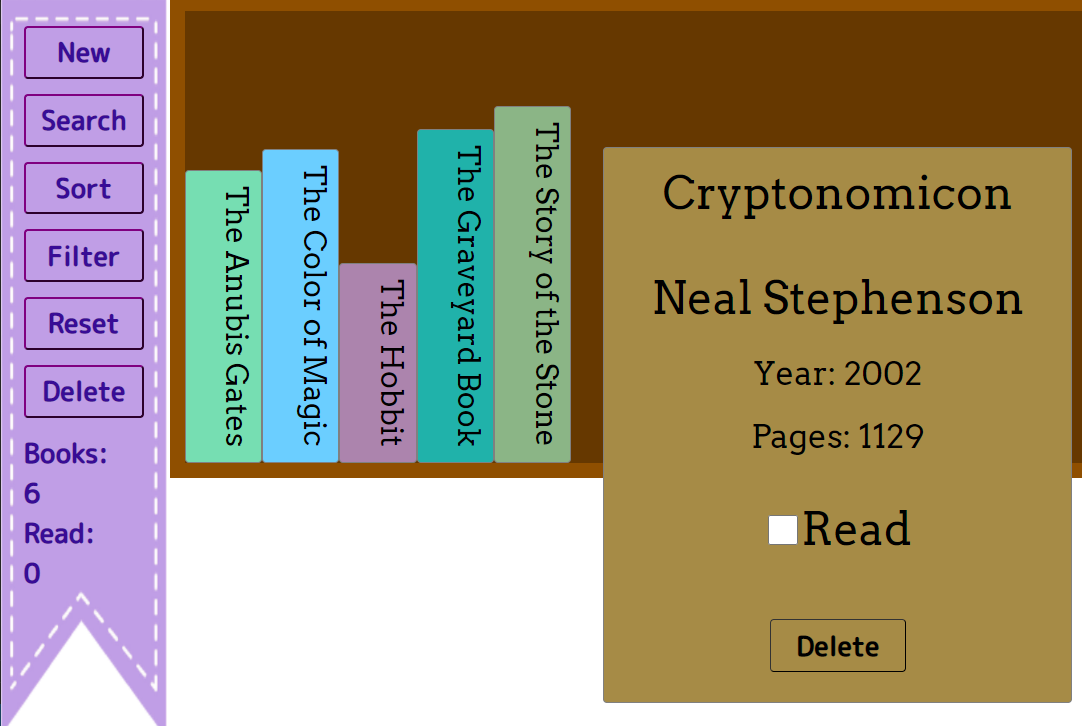 New
Search
Sort
Filter
Reset
Delete
Books:
6
Read:
0
The Anubis Gates
The Color of Magic
The Hobbit
The Graveyard Book
The Story of the Stone
Cryptonomicon
Neal Stephenson
Year: 2002
Pages: 1129
Read
Delete